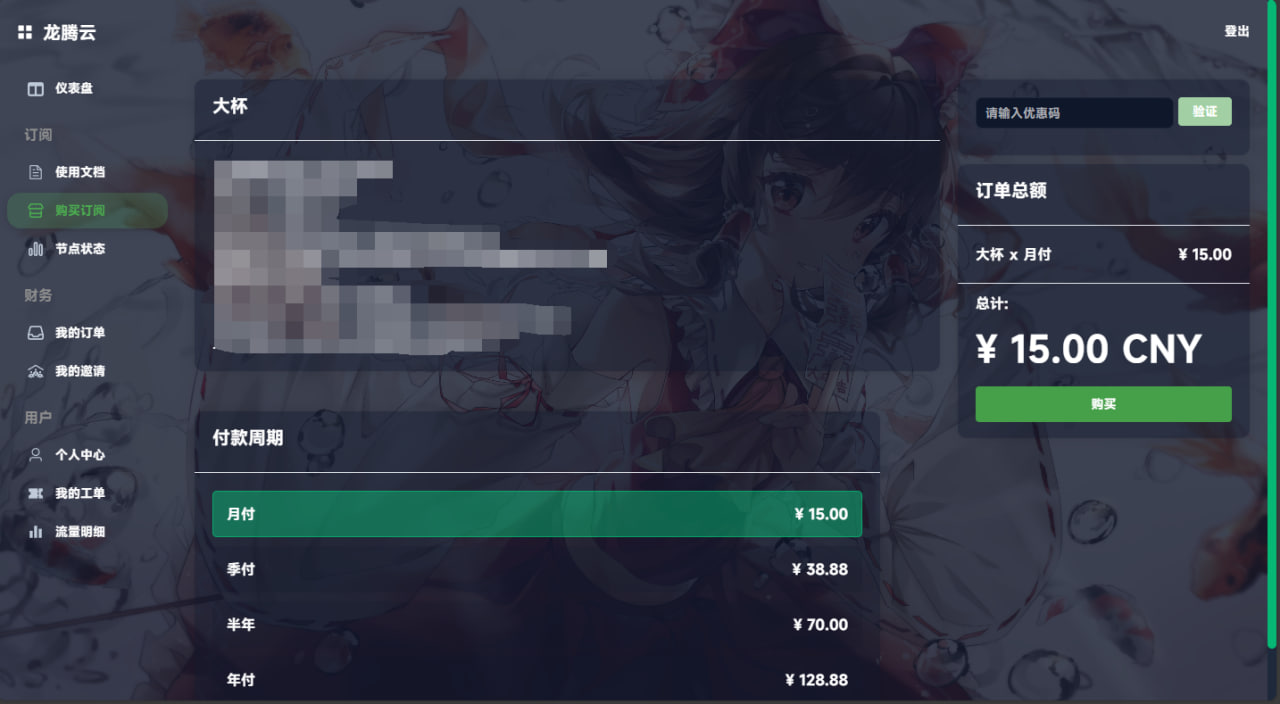 龙腾云
登出
仪表盘
订阅
使用文档
购买订阅
节点状态
财务
我的订单
我的邀请
用户
个人中心
我的工单
流量明细
大杯
付款周期
月付 ¥ 15.00
季付 ¥ 38.88
半年 ¥ 70.00
年付 ¥ 128.88
请输入优惠码 验证
订单总额
大杯 x 月付 ¥ 15.00
总计:
¥ 15.00 CNY
购买